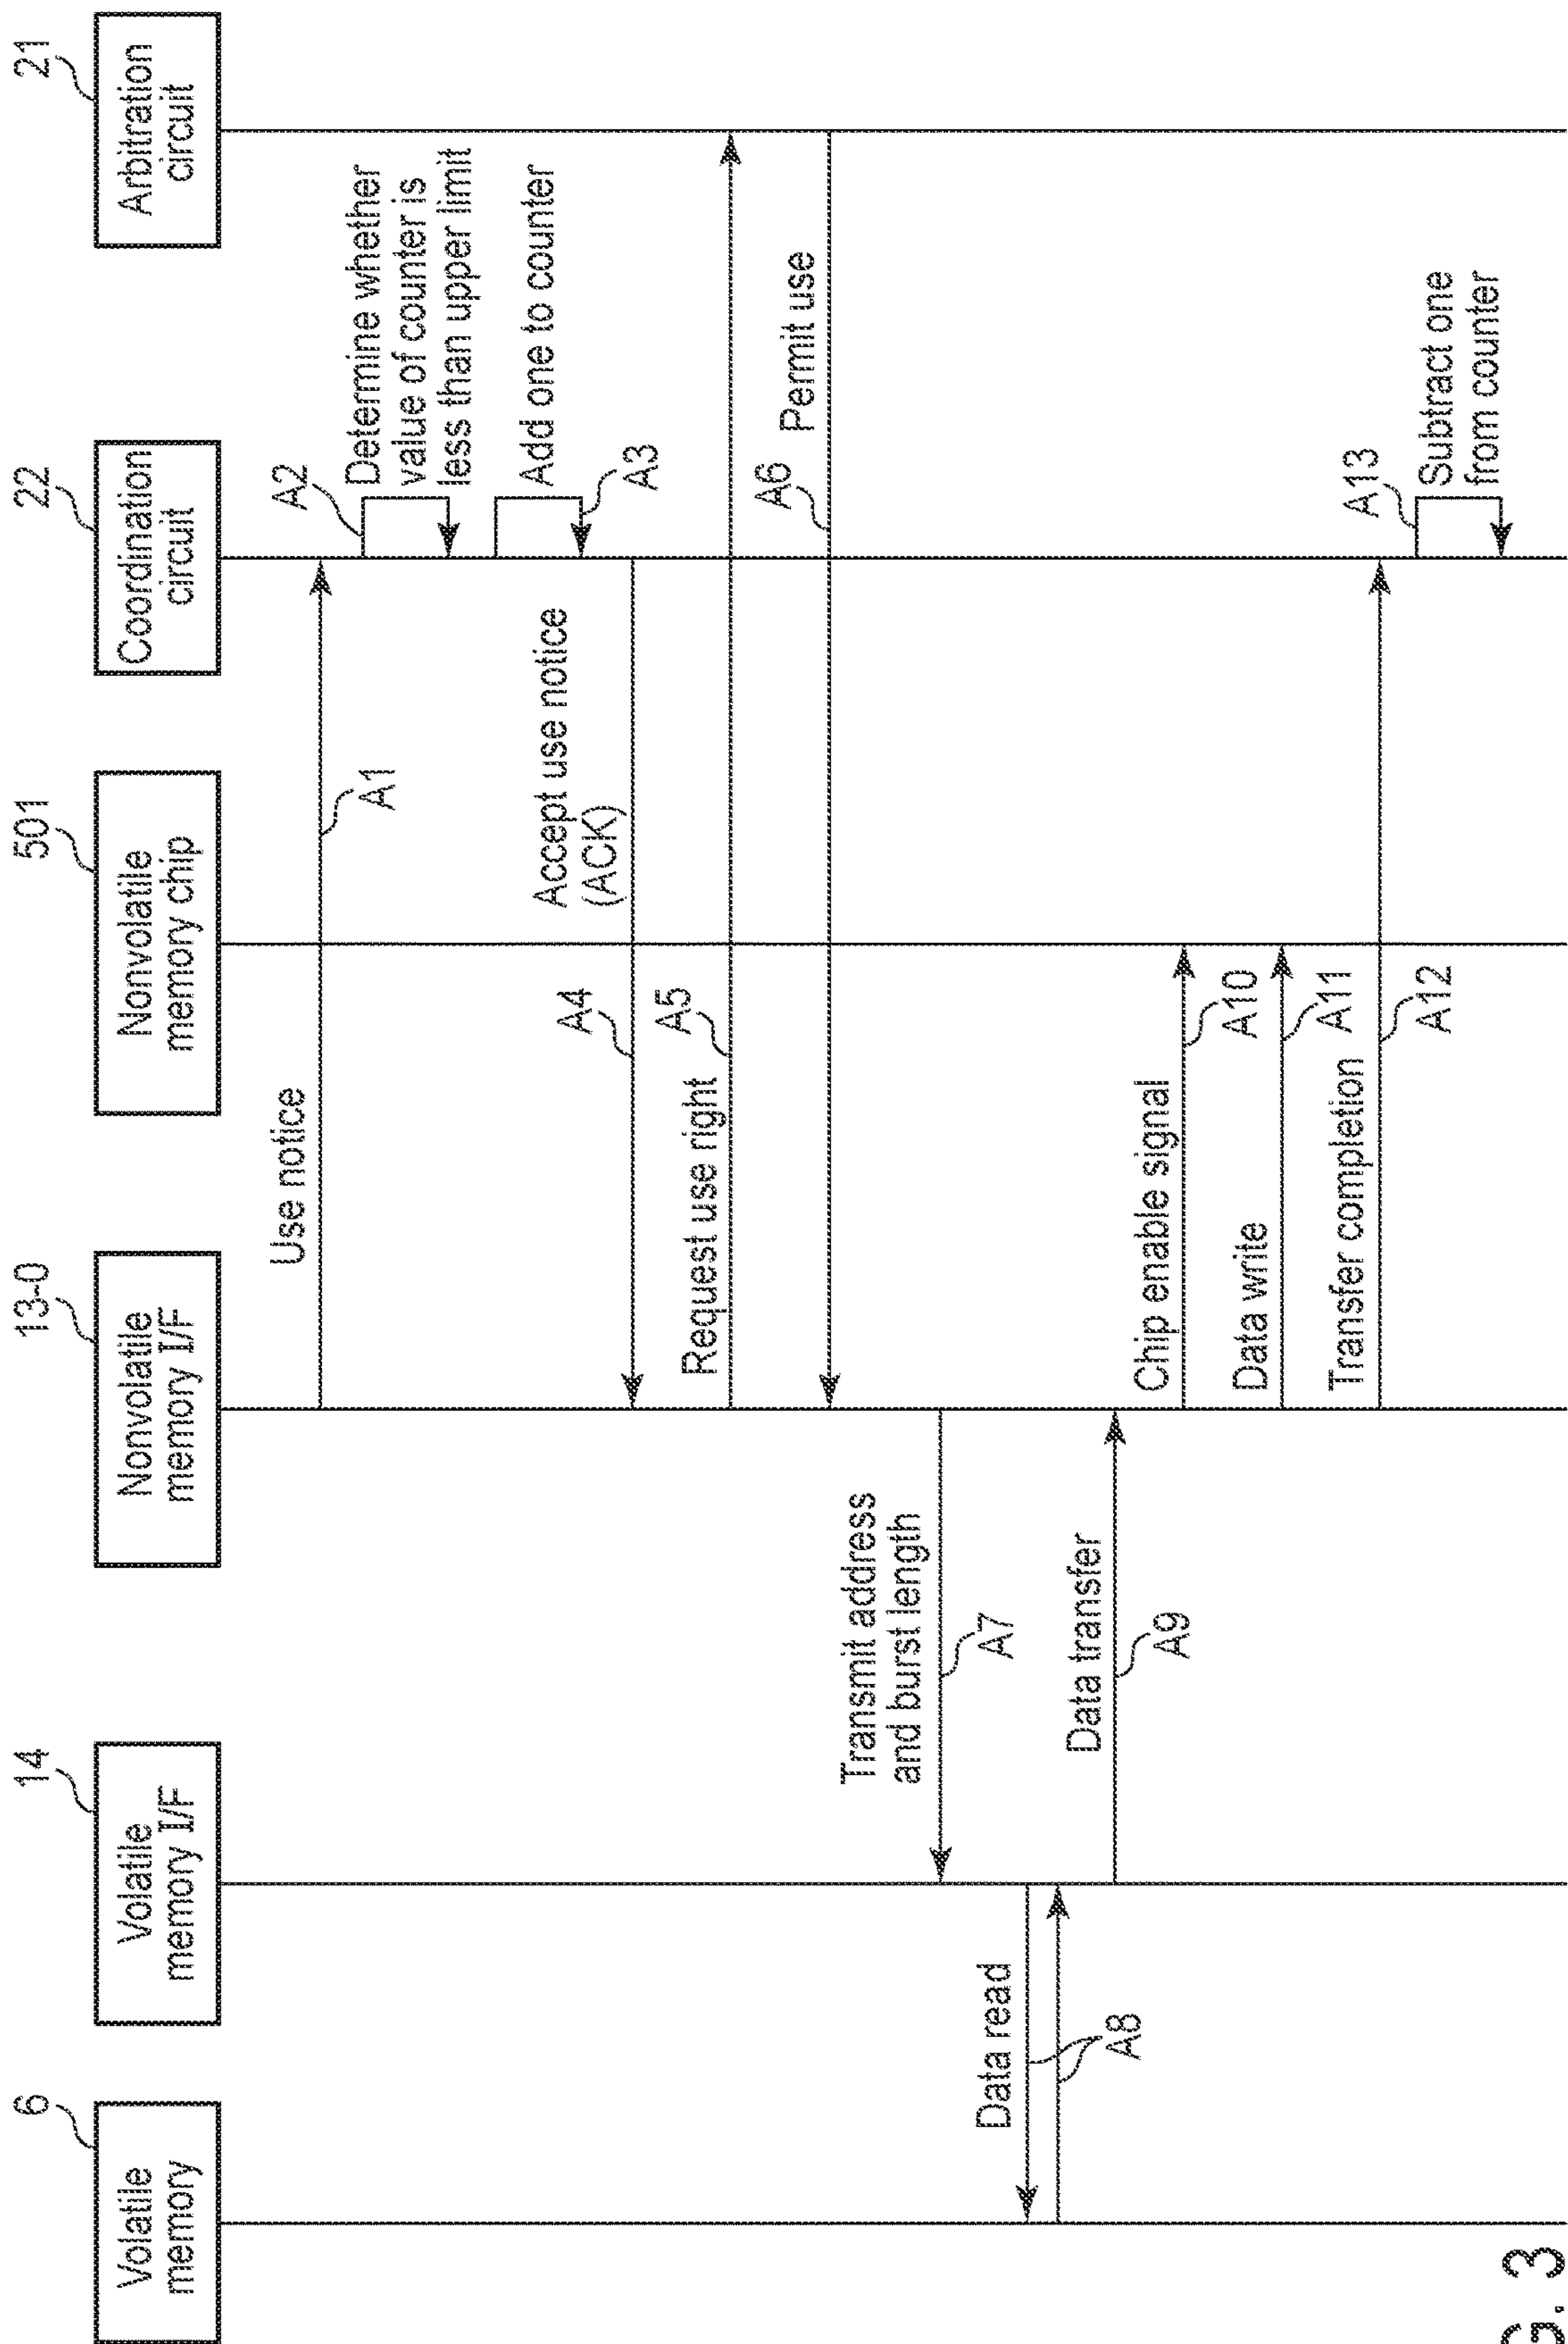 6
Volatile
memory
14
Volatile
memory I/F
13-0
Nonvolatile
memory I/F
501
Nonvolatile
memory chip
22
Coordination
circuit
21
Arbitration
circuit
Use notice
A1
A2
Determine whether
value of counter is
less than upper limit
Add one to counter
A3
Accept use notice
(ACK)
A4
Request use right
A5
Permit use
A6
Transmit address
and burst length
A7
Data read
A8
Data transfer
A9
Chip enable signal
A10
Data write
A11
Transfer completion
A12
A13
Subtract one
from counter
G. 3